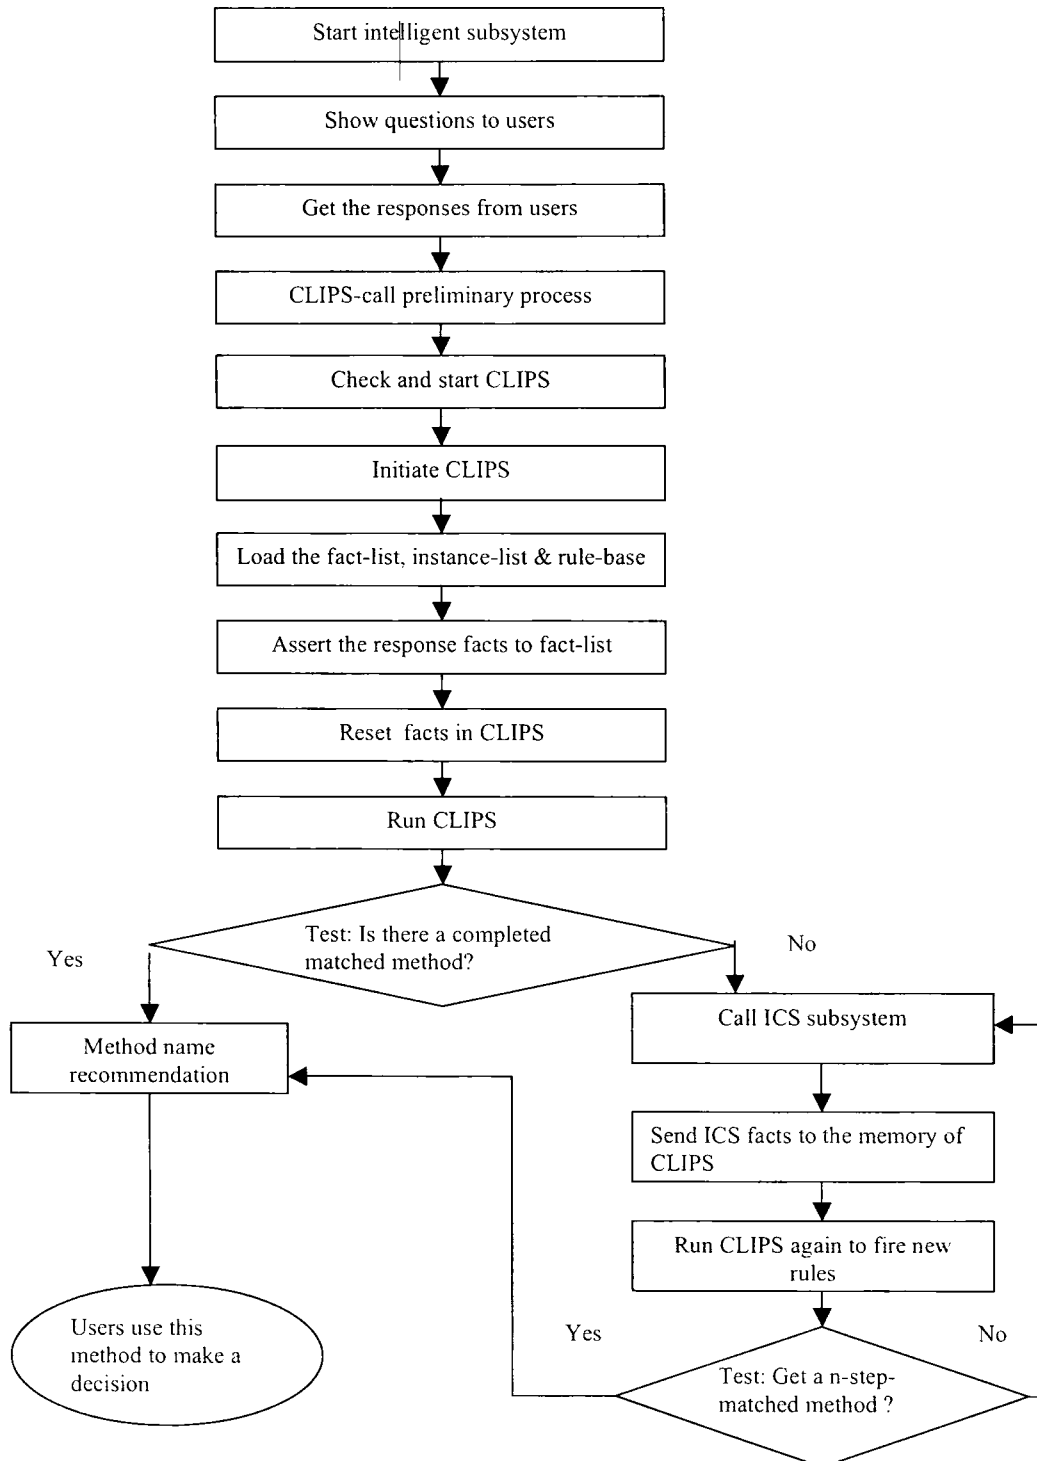 Start intelligent subsystem
Show questions to users
Get the responses from users
CLIPS-call preliminary process
Check and start CLIPS
Initiate CLIPS
Load the fact-list, instance-list & rule-base
Assert the response facts to fact-list
Reset facts in CLIPS
Run CLIPS
Test: Is there a completed
matched method?
Yes
No
Method name
recommendation
Call ICS subsystem
Send ICS facts to the memory of
CLIPS
Run CLIPS again to fire new
rules
Users use this
method to make a
decision
Yes
No
Test: Get a n-step-
matched method ?